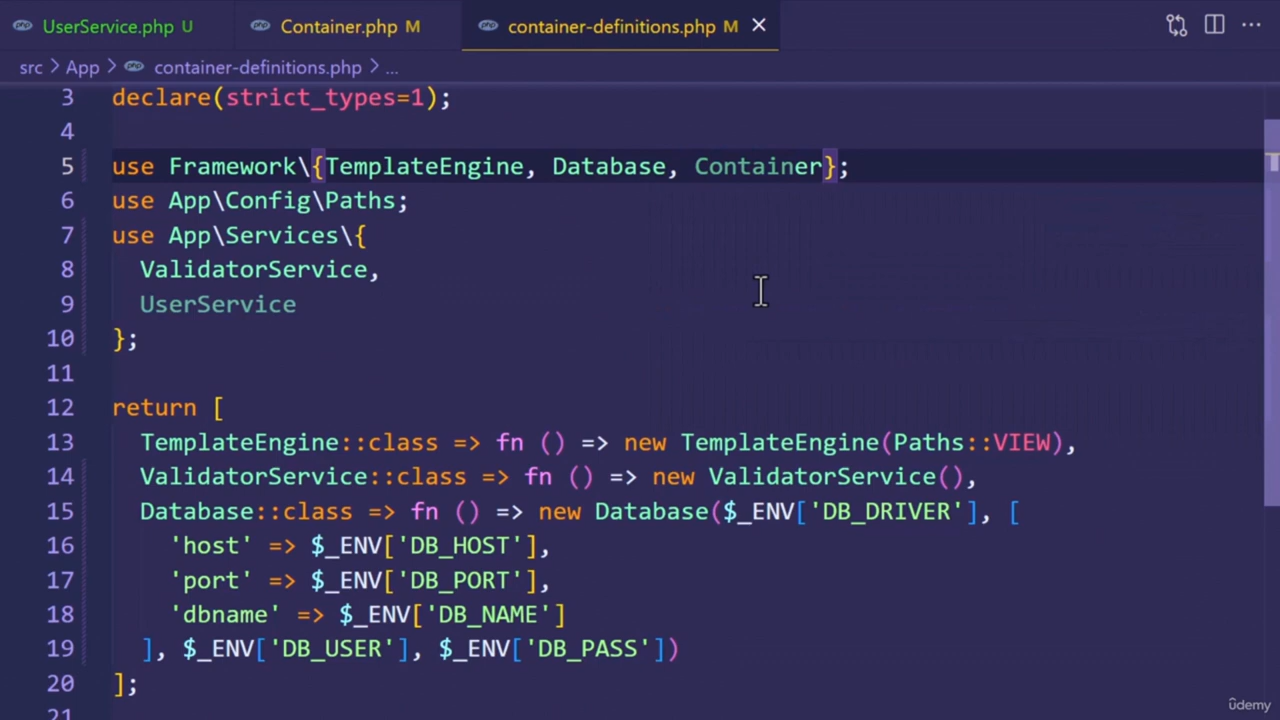 UserService.php U
Container.php M
container-definitions.php M
src > App > container-definitions.php > ...
3 declare(strict_types=1);
4
5 use Framework\{TemplateEngine, Database, Container};
6 use App\Config\Paths;
7 use App\Services\{
8   ValidatorService,
9   UserService
10 };
11
12 return [
13   TemplateEngine::class => fn () => new TemplateEngine(Paths::VIEW),
14   ValidatorService::class => fn () => new ValidatorService(),
15   Database::class => fn () => new Database($_ENV['DB_DRIVER'], [
16     'host' => $_ENV['DB_HOST'],
17     'port' => $_ENV['DB_PORT'],
18     'dbname' => $_ENV['DB_NAME']
19   ], $_ENV['DB_USER'], $_ENV['DB_PASS'])
20 ];
21
udemy